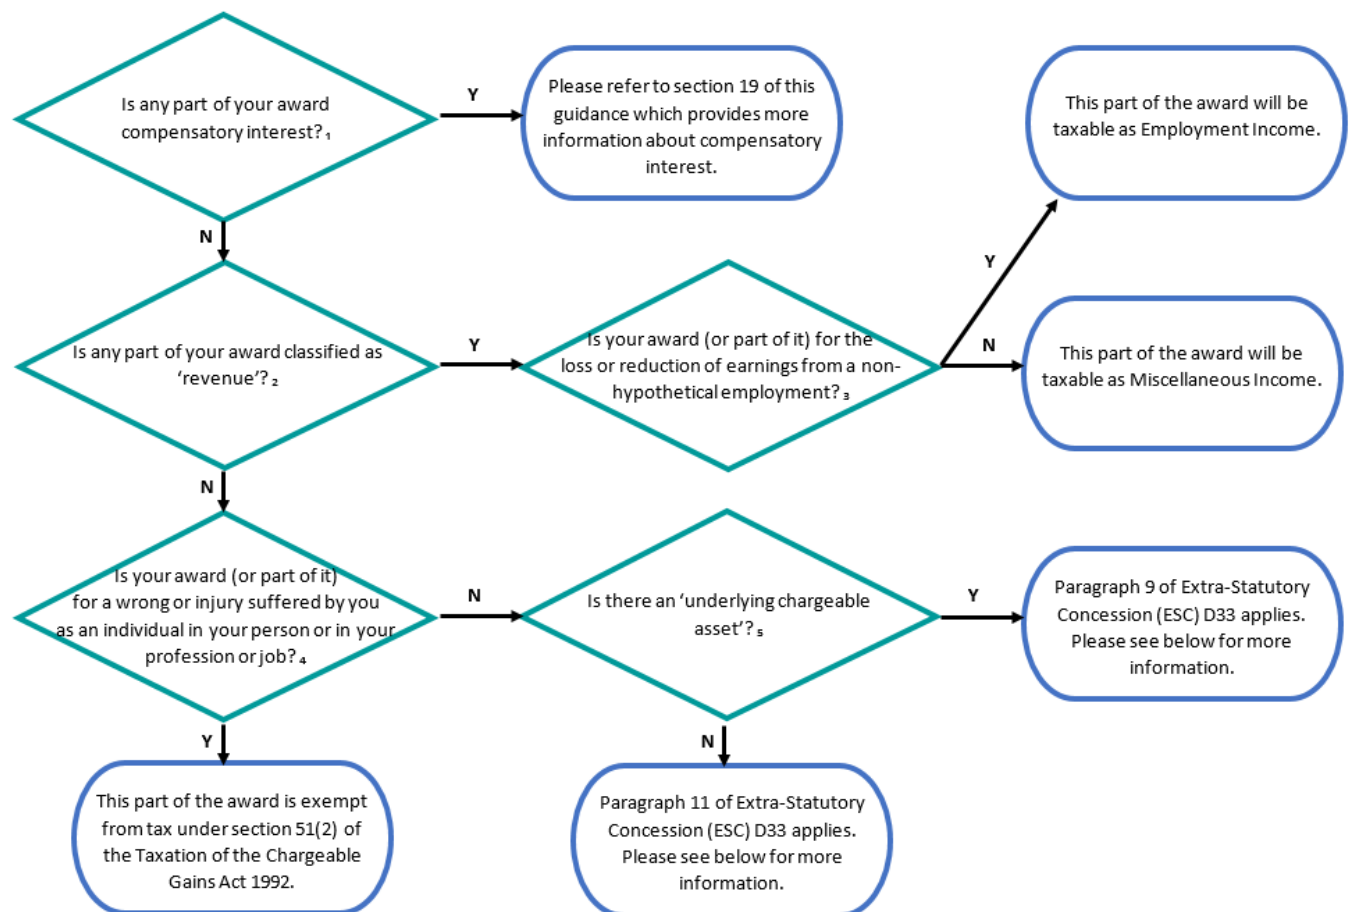 Is any part of your award
compensatory interest? ₁
Y
Please refer to section 19 of this
guidance which provides more
information about compensatory
interest.
This part of the award will be
taxable as Employment Income.
N
Y
Is any part of your award classified as
‘revenue’? ₂
Y
Is your award (or part of it) for the
loss or reduction of earnings from a non-
hypothetical employment? ₃
N
This part of the award will be
taxable as Miscellaneous Income.
N
Is your award (or part of it)
for a wrong or injury suffered by you
as an individual in your person or in your
profession or job? ₄
N
Is there an ‘underlying chargeable
asset’? ₅
Y
Paragraph 9 of Extra-Statutory
Concession (ESC) D33 applies.
Please see below for more
information.
Y
N
This part of the award is exempt
from tax under section 51(2) of
the Taxation of the Chargeable
Gains Act 1992.
Paragraph 11 of Extra-Statutory
Concession (ESC) D33 applies.
Please see below for more
information.